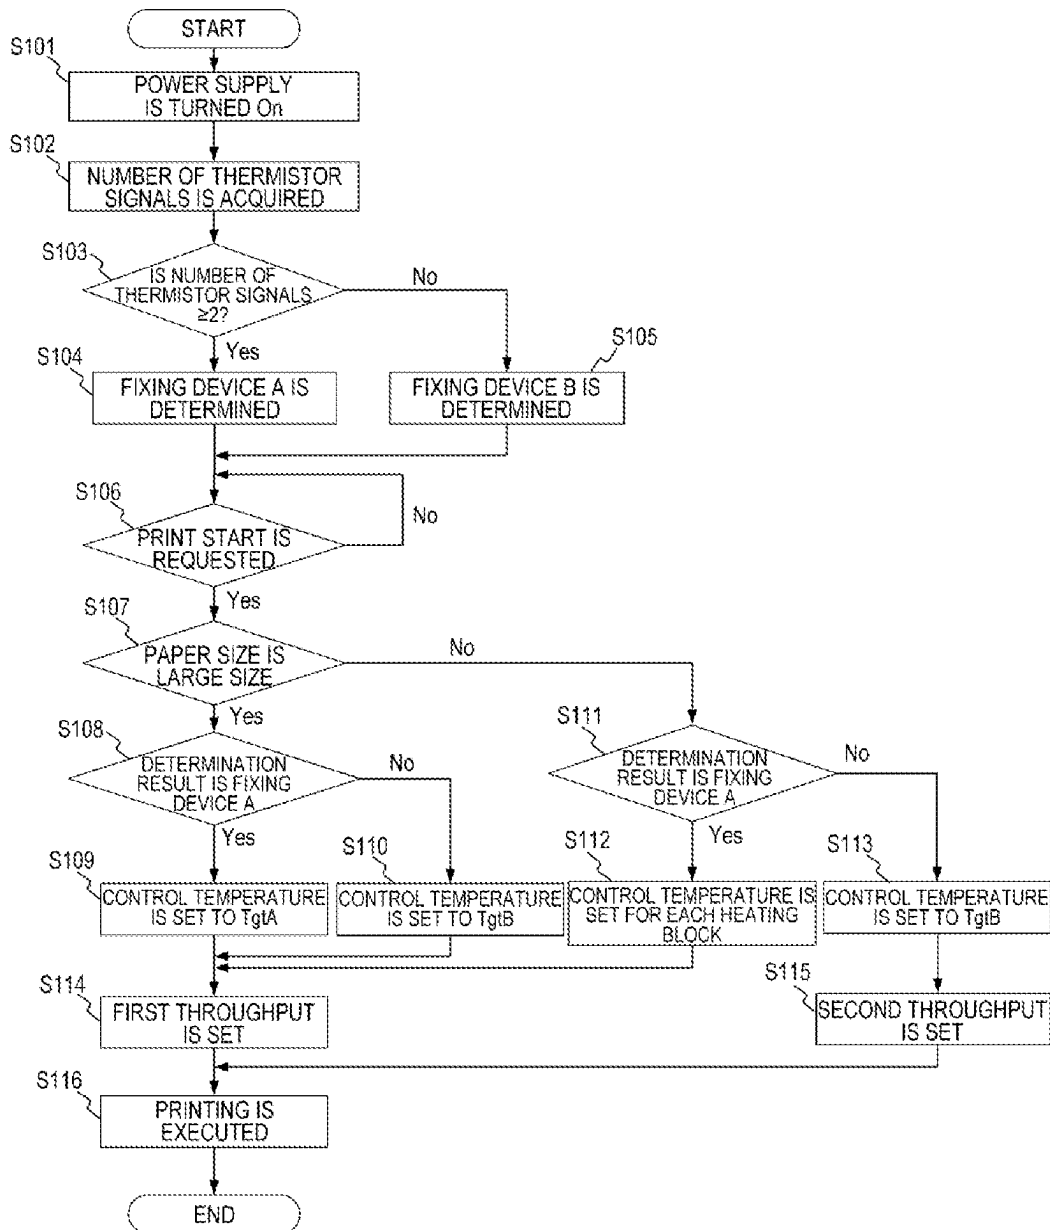 START
S101
POWER SUPPLY
IS TURNED On
S102
NUMBER OF THERMISTOR
SIGNALS IS ACQUIRED
S103
IS NUMBER OF
THERMISTOR SIGNALS
≥2?
No
Yes
S104
FIXING DEVICE A IS
DETERMINED
S105
FIXING DEVICE B IS
DETERMINED
S106
PRINT START IS
REQUESTED
No
Yes
S107
PAPER SIZE IS
LARGE SIZE
No
Yes
S108
DETERMINATION
RESULT IS FIXING
DEVICE A
No
Yes
S111
DETERMINATION
RESULT IS FIXING
DEVICE A
No
Yes
S109
CONTROL TEMPERATURE
IS SET TO TgtA
S110
CONTROL TEMPERATURE
IS SET TO TgtB
S112
CONTROL TEMPERATURE IS
SET FOR EACH HEATING
BLOCK
S113
CONTROL TEMPERATURE
IS SET TO TgtB
S114
FIRST THROUGHPUT
IS SET
S115
SECOND THROUGHPUT
IS SET
S116
PRINTING IS
EXECUTED
END